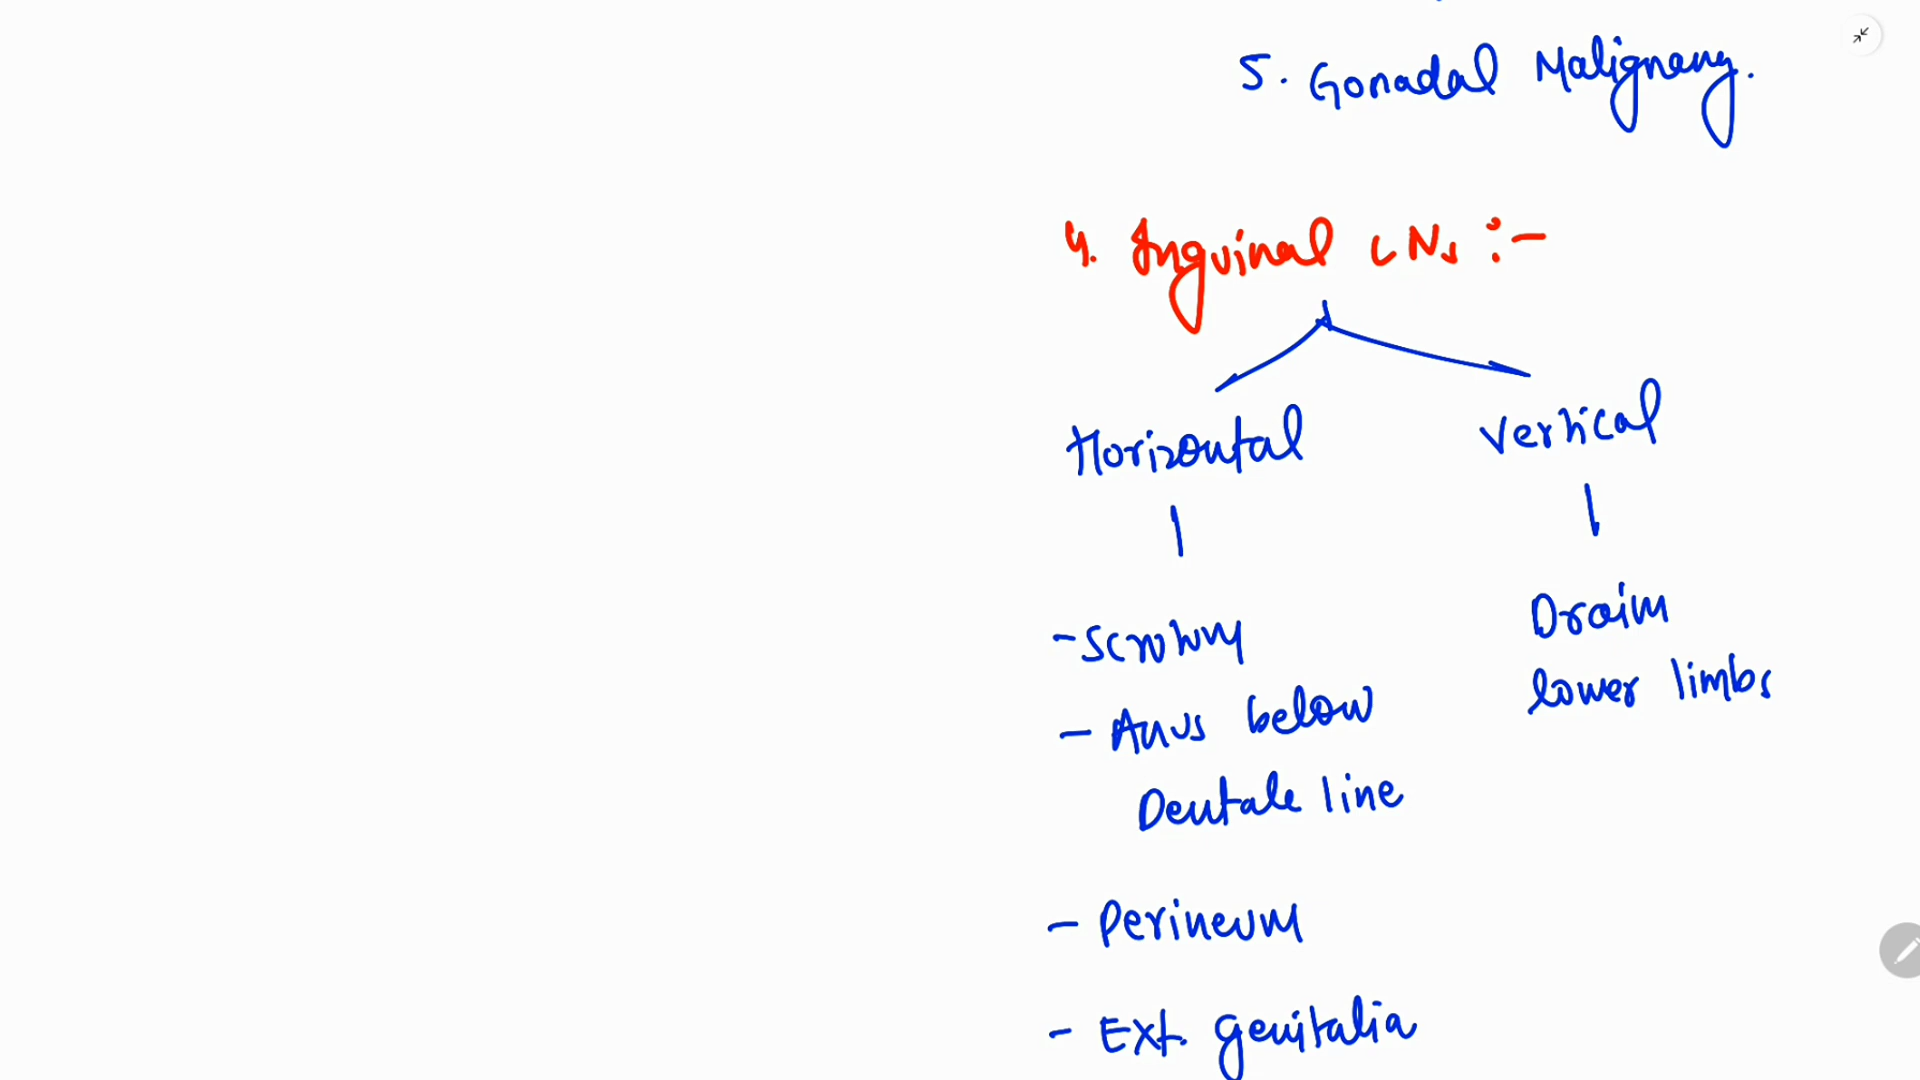 5. Gonadal Malignancy.
4. Inguinal LNs :-
Horizontal
Vertical
- Scrotum
- Anus below
Dentate line
Drain
lower limbs
- Perineum
- Ext. genitalia